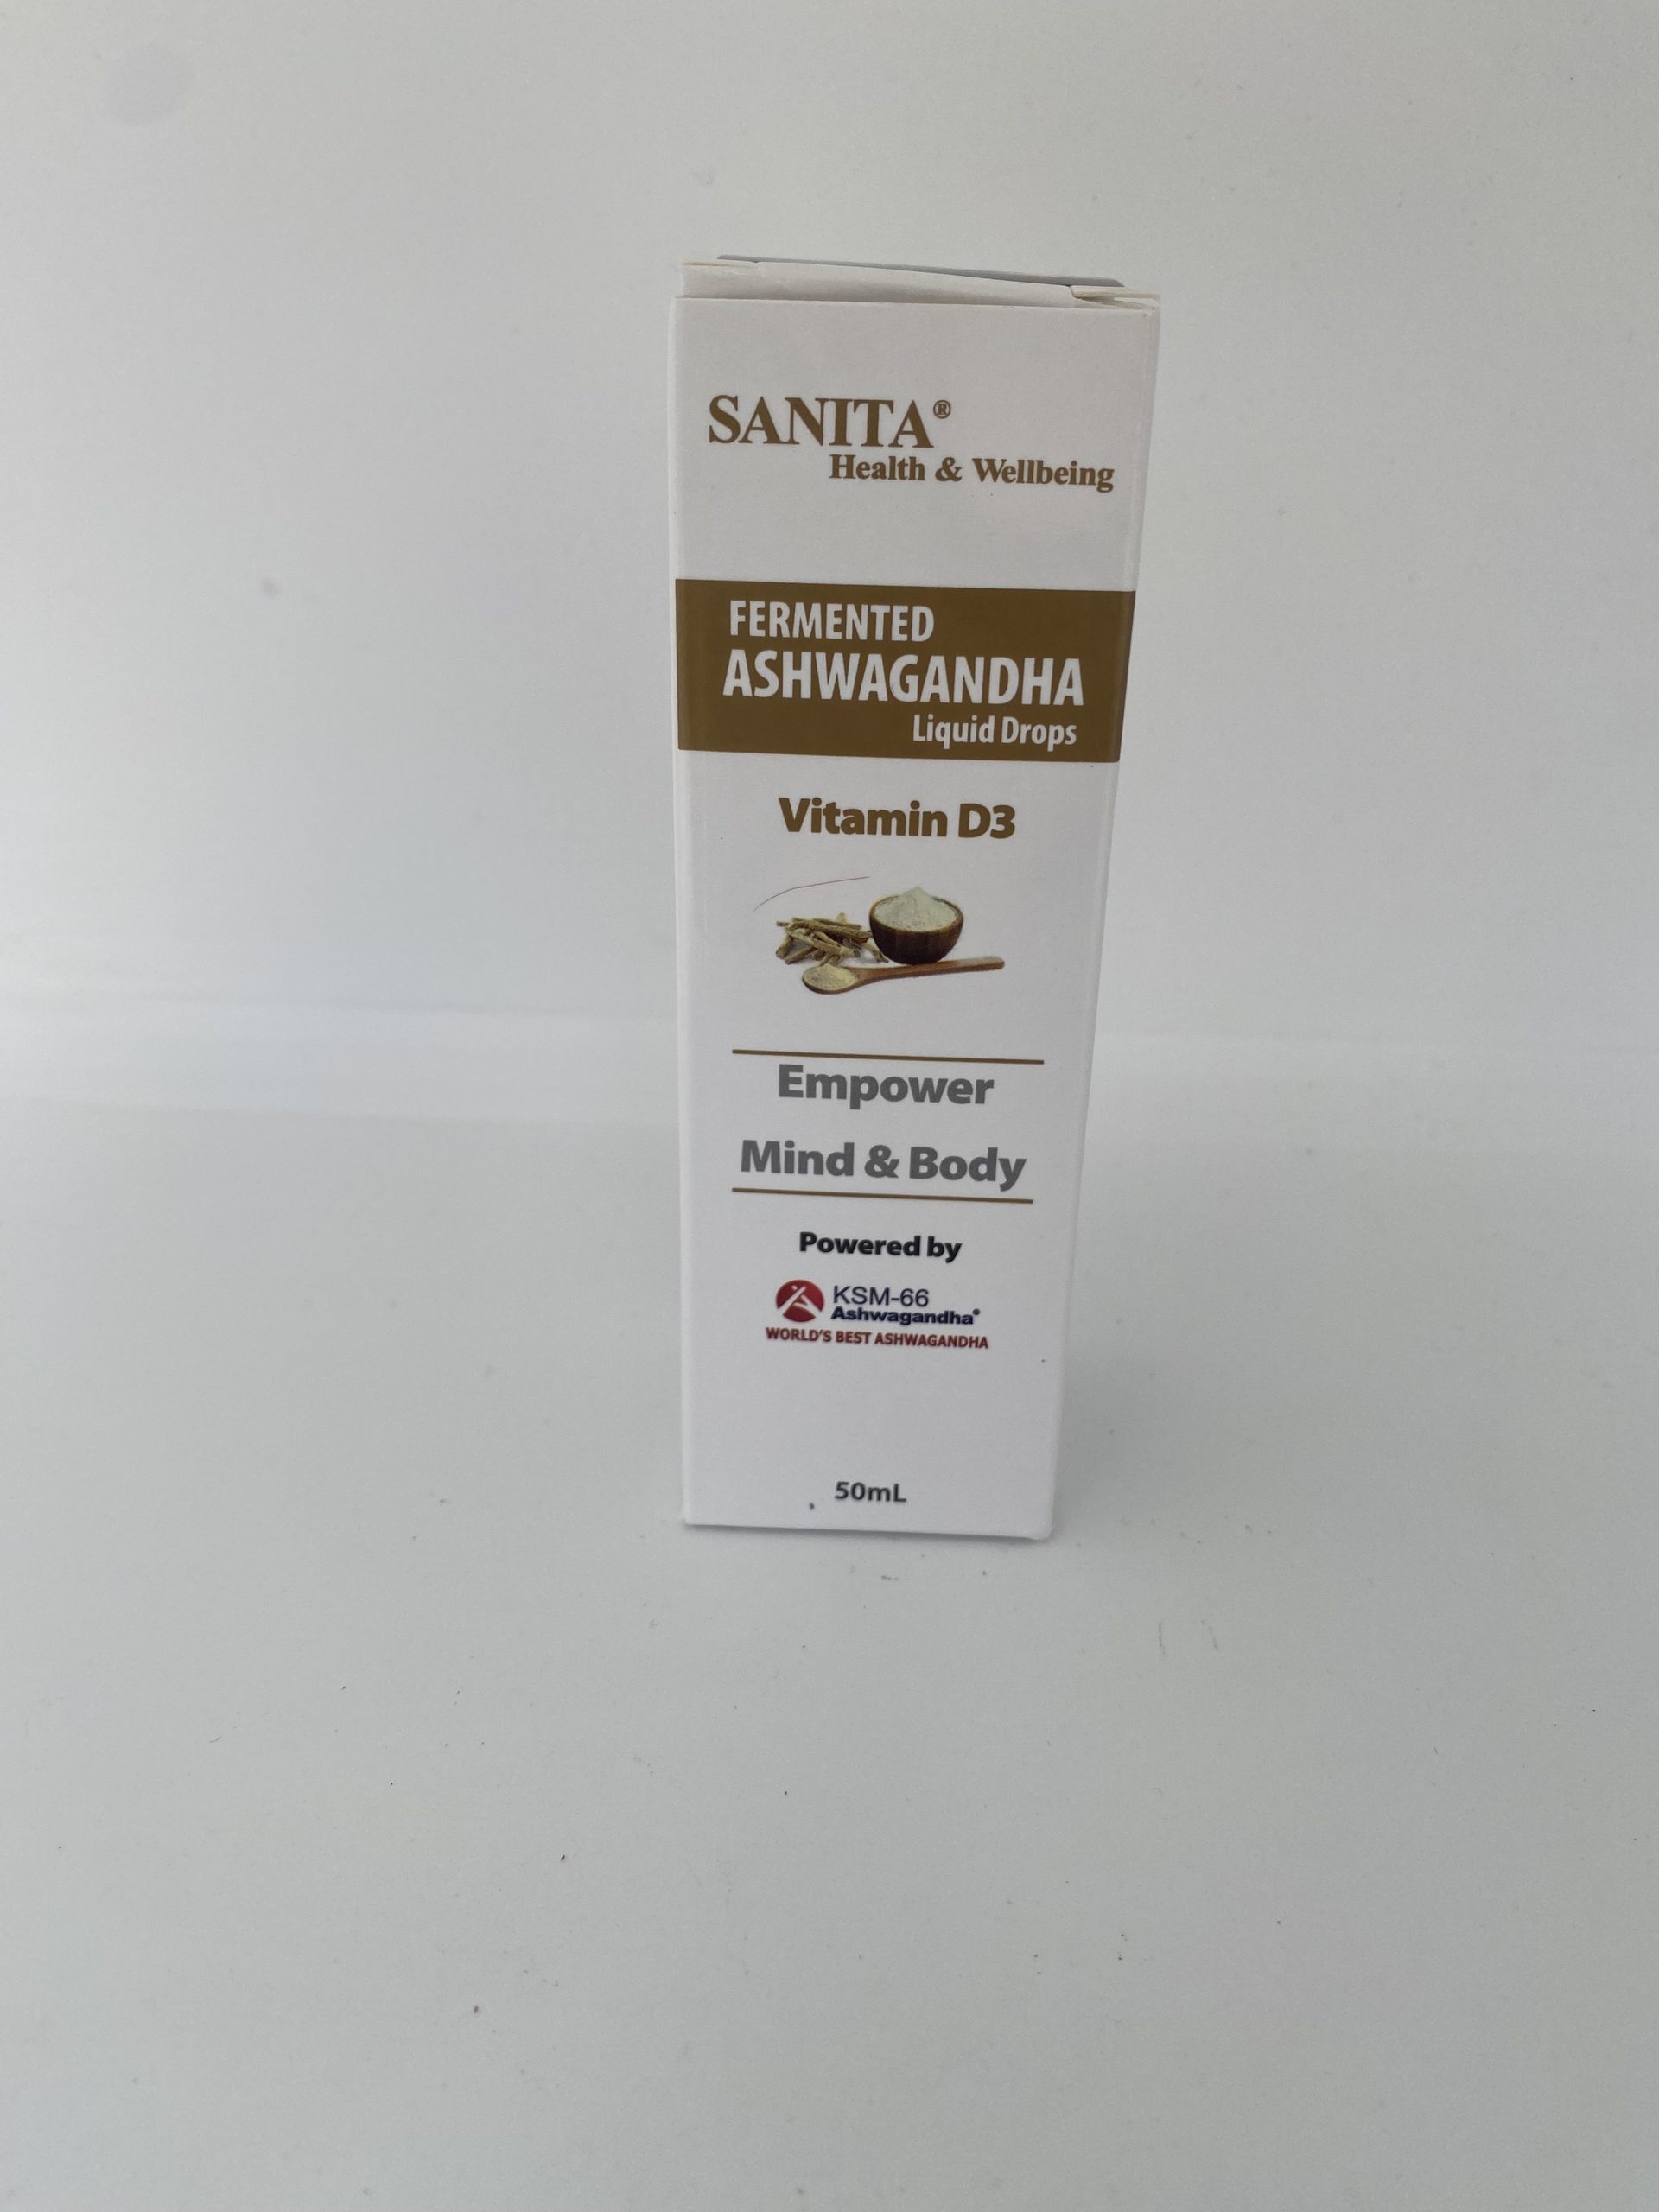 SANITA®
Health & Wellbeing
FERMENTED
ASHWAGANDHA
Liquid Drops
Vitamin D3
Empower
Mind & Body
Powered by
KSM-66
Ashwagandha®
WORLD'S BEST ASHWAGANDHA
50mL